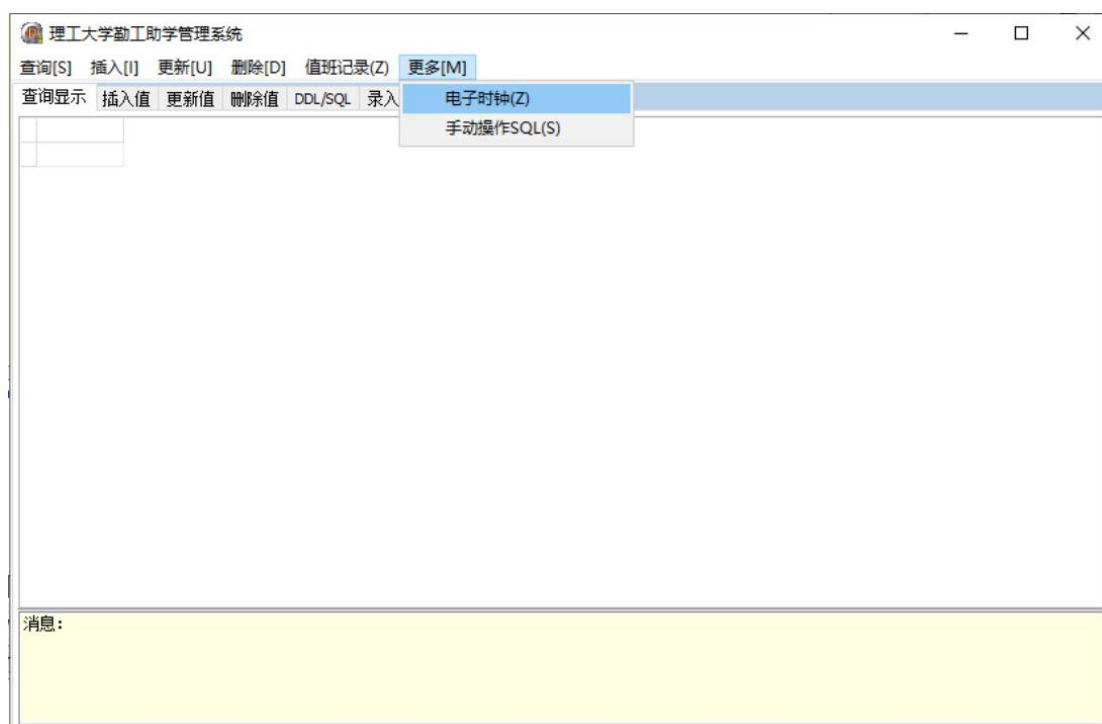 理工大学勤工助学管理系统
查询[S] 插入[I] 更新[U] 删除[D] 值班记录(Z) 更多[M]
查询显示 插入值 更新值 删除值 DDL/SQL 录入
电子时钟(Z)
手动操作SQL(S)
消息: